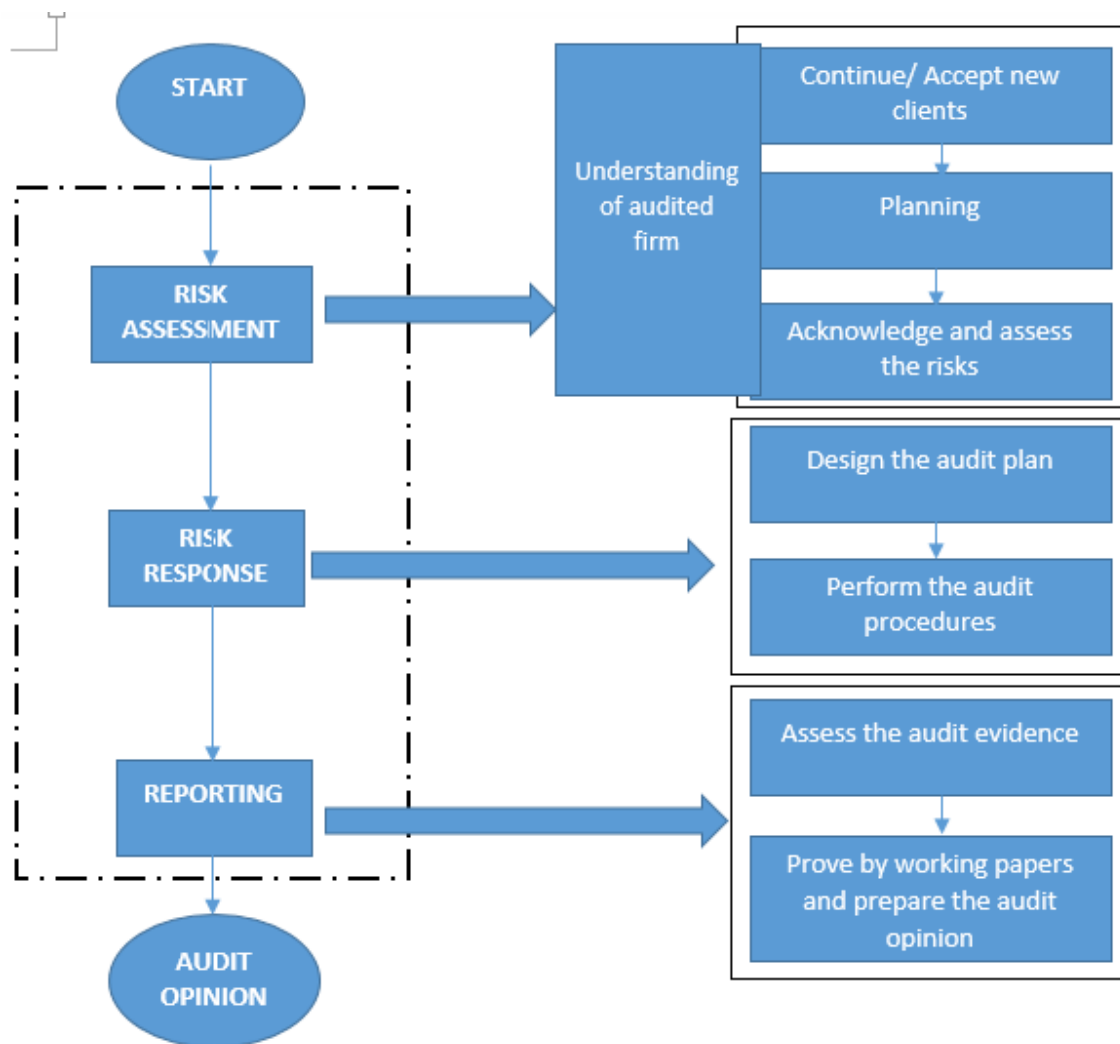 START
RISK
ASSESSMENT
RISK
RESPONSE
REPORTING
AUDIT
OPINION
Understanding
of audited
firm
Continue/ Accept new
clients
Planning
Acknowledge and assess
the risks
Design the audit plan
Perform the audit
procedures
Assess the audit evidence
Prove by working papers
and prepare the audit
opinion